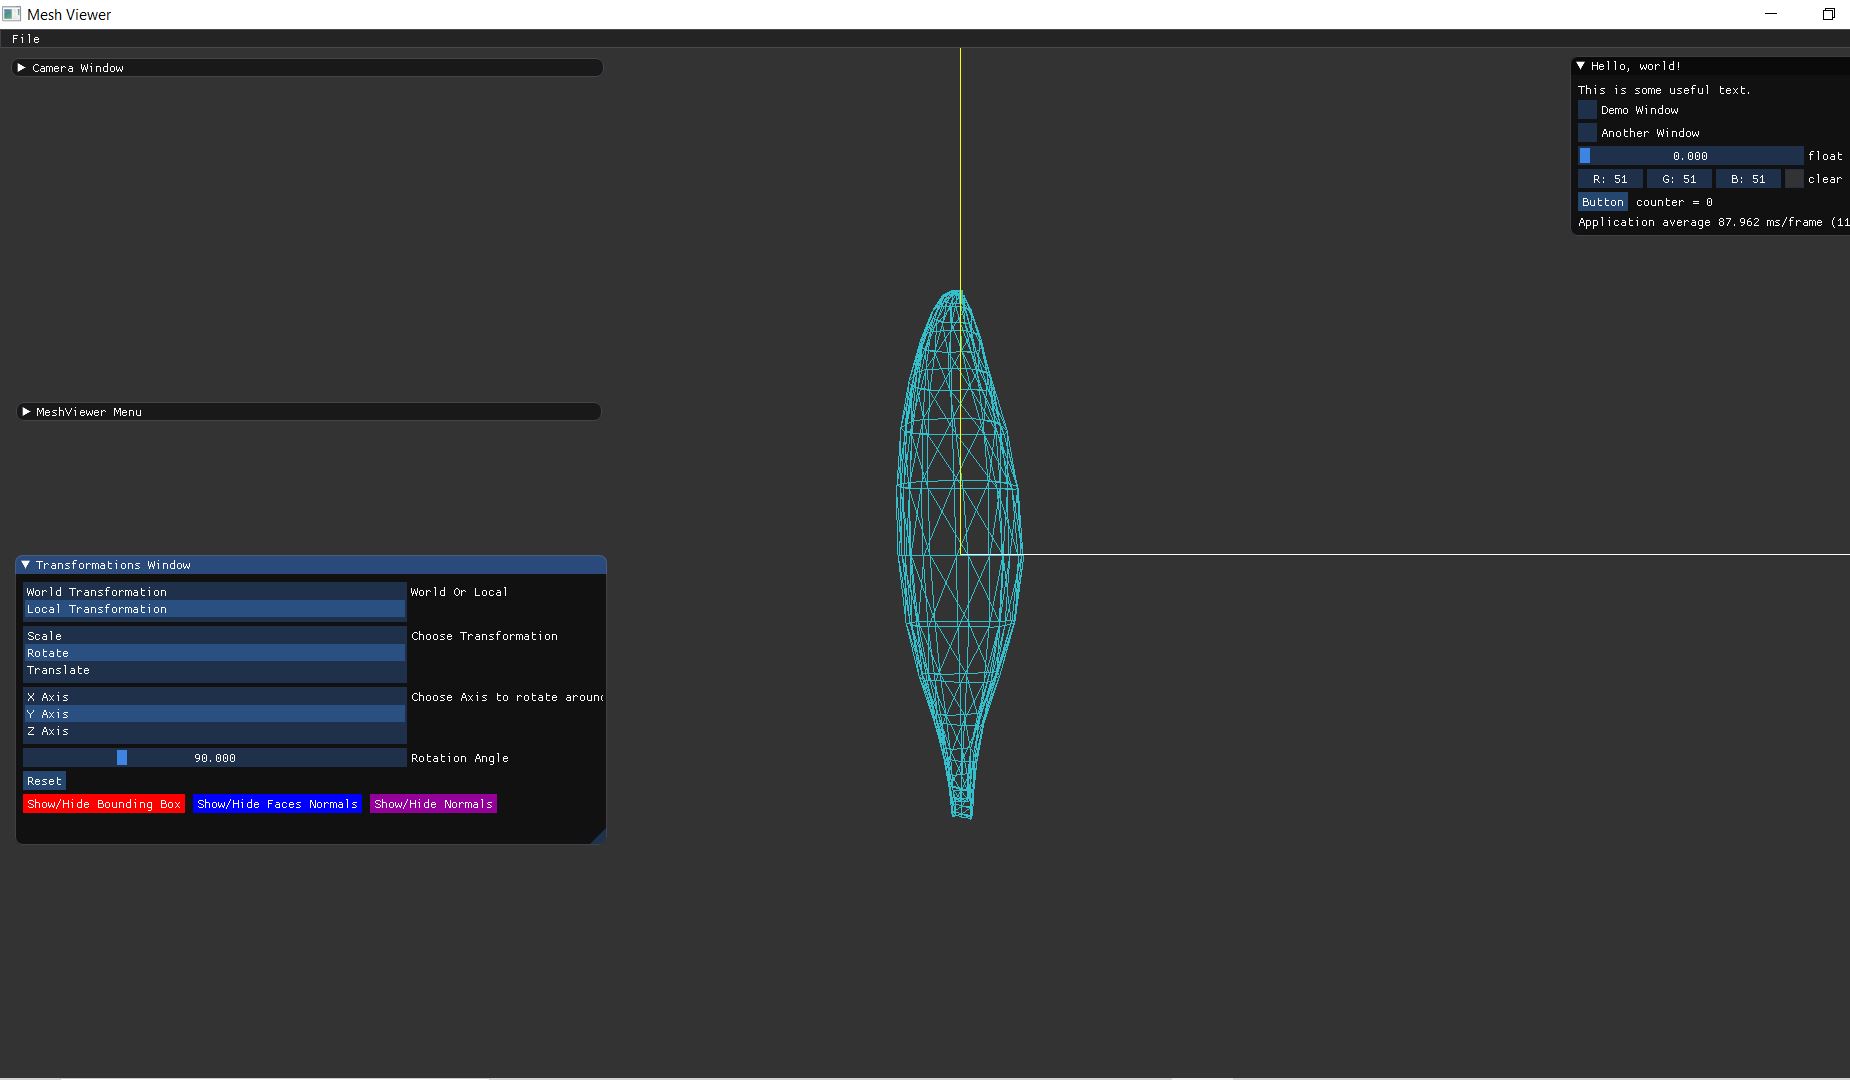 Mesh Viewer
File
Camera Window
MeshViewer Menu
Transformations Window
World Transformation
World Or Local
Local Transformation
Scale
Choose Transformation
Rotate
Translate
X Axis
Choose Axis to rotate
Y Axis
Z Axis
90.000
Rotation Angle
Reset
Show/Hide Bounding Box Show/Hide Faces Normals Show/Hide Normals
Hello, world!
This is some useful text.
Demo Window
Another Window
0.000 float
R: 51 G: 51 B: 51 clear
Button counter = 0
Application average 87.962 ms/frame (11